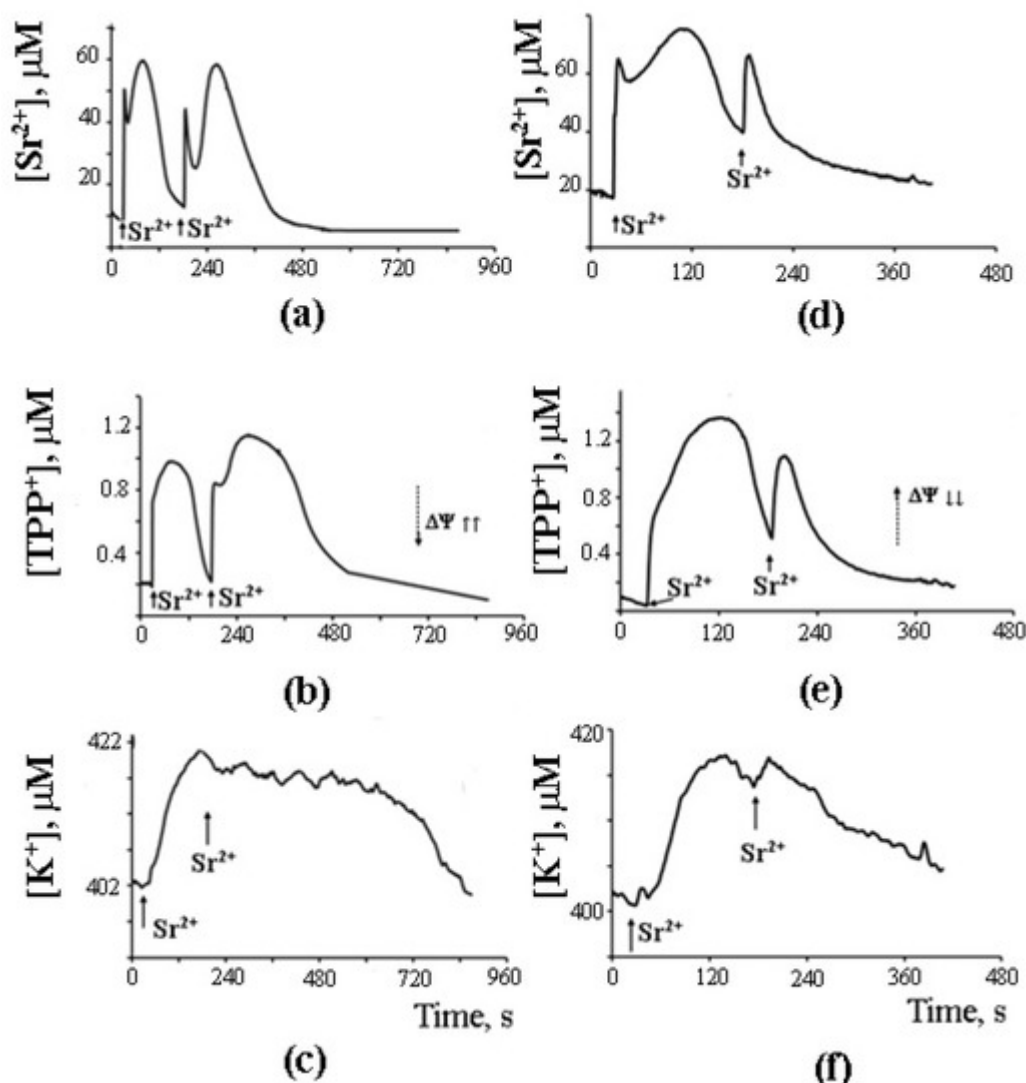 [Sr²⁺], μM
60
40
20
↑Sr²⁺ ↑Sr²⁺
0 240 480 720 960
(a)
[Sr²⁺], μM
60
40
20
Sr²⁺
Sr²⁺
0 120 240 360 480
(d)
[TPP⁺], μM
1.2
0.8
0.4
ΔΨ ↑↑
↑Sr²⁺ ↑Sr²⁺
0 240 480 720 960
(b)
[TPP⁺], μM
1.2
0.8
0.4
ΔΨ ↓↓
Sr²⁺
Sr²⁺
0 120 240 360 480
(e)
[K⁺], μM
422
402
Sr²⁺
Sr²⁺
0 240 480 720 960
Time, s
(c)
[K⁺], μM
420
400
Sr²⁺
Sr²⁺
0 120 240 360 480
Time, s
(f)